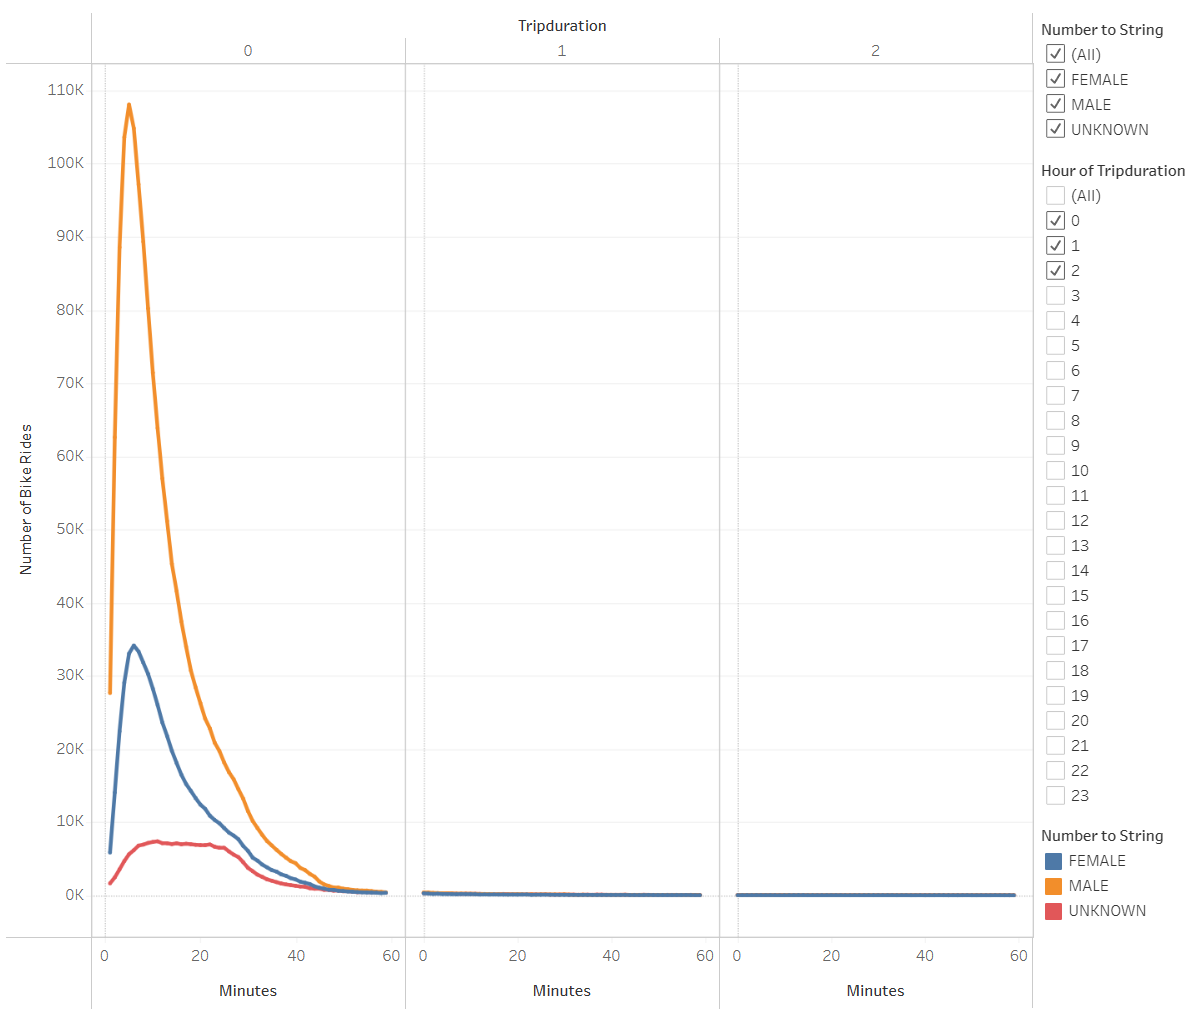 Tripduration
0 1 2
110K
100K
90K
80K
70K
60K
50K
40K
30K
20K
10K
0K
Number of Bike Rides
0 20 40 60 0 20 40 60 0 20 40 60
Minutes Minutes Minutes
Number to String
(All)
FEMALE
MALE
UNKNOWN
Hour of Tripduration
(All)
0
1
2
3
4
5
6
7
8
9
10
11
12
13
14
15
16
17
18
19
20
21
22
23
Number to String
FEMALE
MALE
UNKNOWN